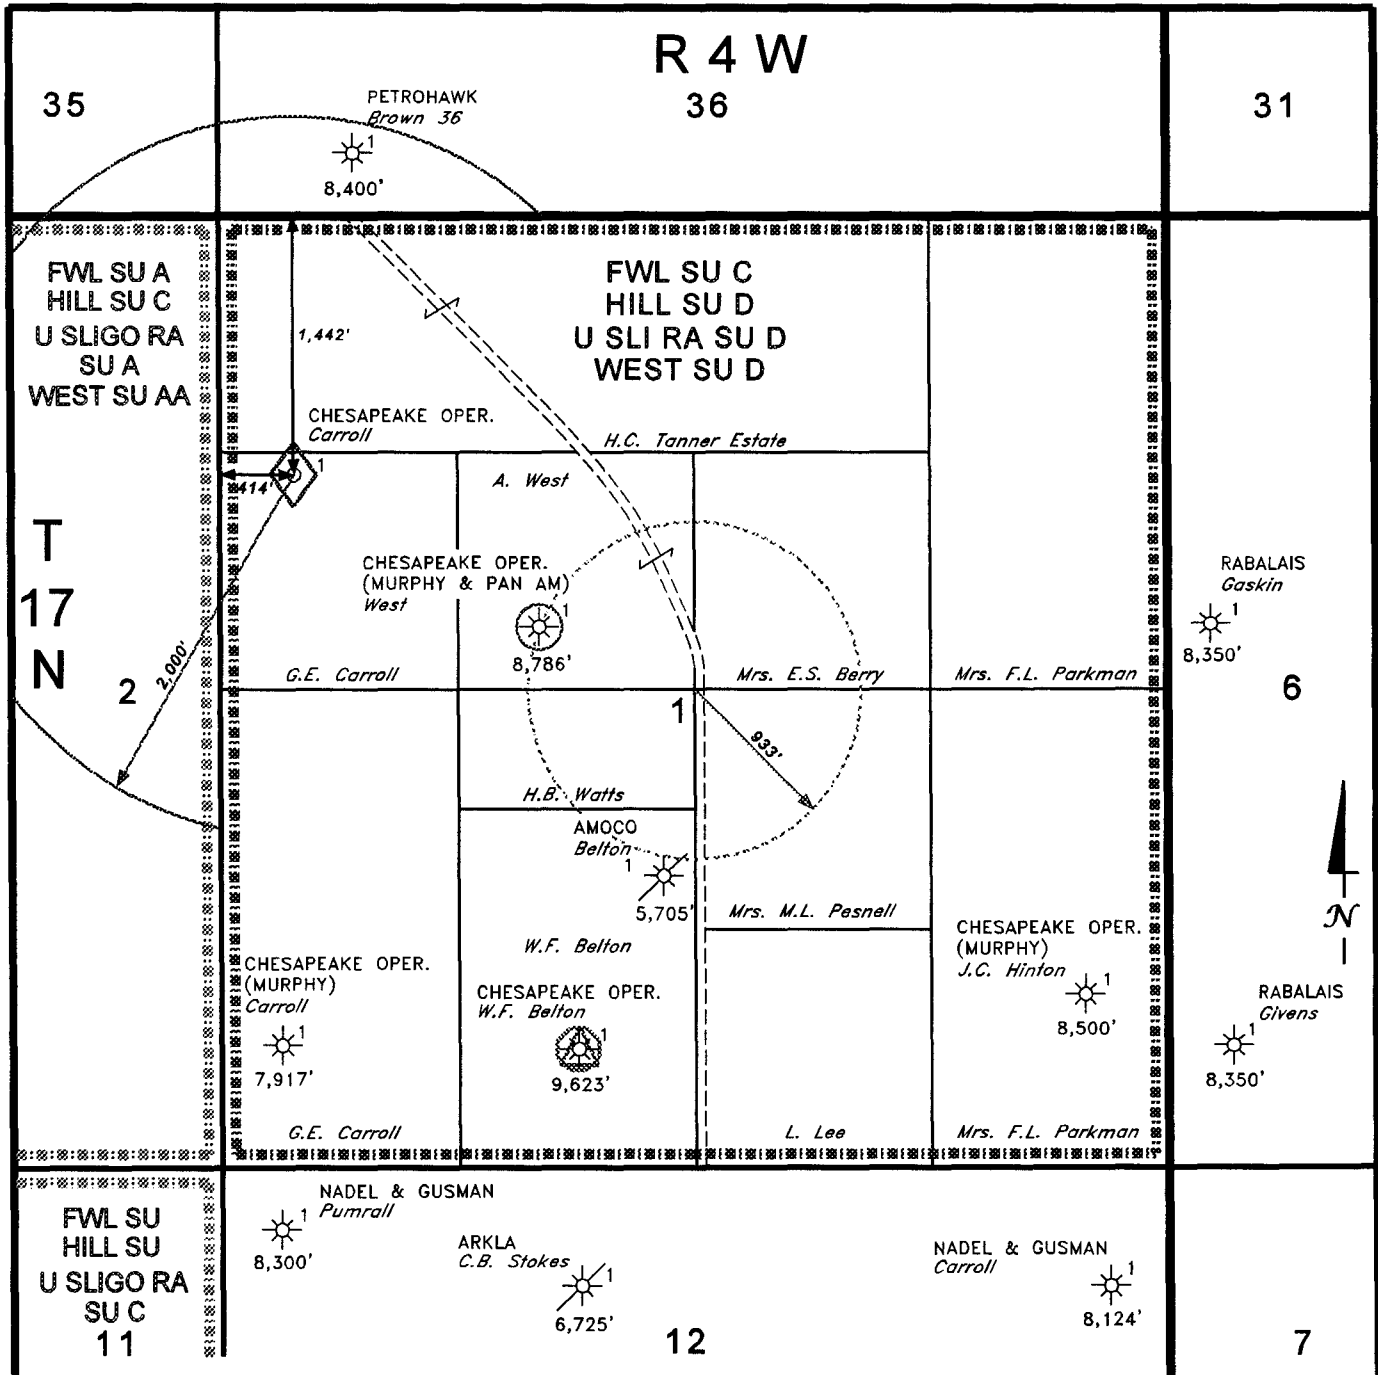 R 4 W
35
36
31
PETROHAWK
Brown 36
1
8,400'
FWL SU A
HILL SU C
U SLIGO RA
SU A
WEST SU AA
FWL SU C
HILL SU D
U SLI RA SU D
WEST SU D
1,442'
CHESAPEAKE OPER.
Carroll
1
414'
H.C. Tanner Estate
A. West
T
17
N
2
2,000'
CHESAPEAKE OPER.
(MURPHY & PAN AM)
West
1
8,786'
RABALAIS
Gaskin
1
8,350'
G.E. Carroll
Mrs. E.S. Berry
Mrs. F.L. Parkman
1
6
933'
H.B. Watts
AMOCO
Belton
1
5,705'
Mrs. M.L. Pesnell
N
W.F. Belton
CHESAPEAKE OPER.
(MURPHY)
J.C. Hinton
1
8,500'
CHESAPEAKE OPER.
(MURPHY)
Carroll
1
7,917'
CHESAPEAKE OPER.
W.F. Belton
1
9,623'
RABALAIS
Givens
1
8,350'
G.E. Carroll
L. Lee
Mrs. F.L. Parkman
FWL SU
HILL SU
U SLIGO RA
SU C
11
NADEL & GUSMAN
Pumrall
1
8,300'
ARKLA
C.B. Stokes
1
6,725'
NADEL & GUSMAN
Carroll
1
8,124'
12
7